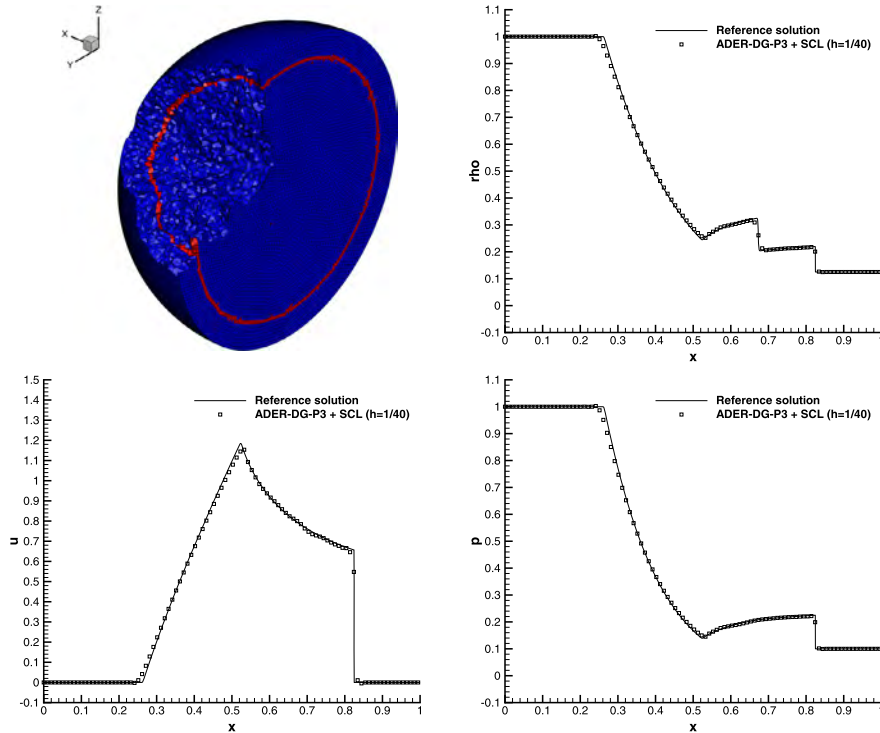 Z
X
Y
Reference solution
ADER-DG-P3 + SCL (h=1/40)
1.1
1
0.9
0.8
0.7
0.6
0.5
0.4
0.3
0.2
0.1
0
-0.1
rho
0 0.1 0.2 0.3 0.4 0.5 0.6 0.7 0.8 0.9 1
x
Reference solution
ADER-DG-P3 + SCL (h=1/40)
1.5
1.4
1.3
1.2
1.1
1
0.9
0.8
0.7
0.6
0.5
0.4
0.3
0.2
0.1
0
-0.1
u
0 0.1 0.2 0.3 0.4 0.5 0.6 0.7 0.8 0.9 1
x
Reference solution
ADER-DG-P3 + SCL (h=1/40)
1.1
1
0.9
0.8
0.7
0.6
0.5
0.4
0.3
0.2
0.1
0
-0.1
p
0 0.1 0.2 0.3 0.4 0.5 0.6 0.7 0.8 0.9 1
x